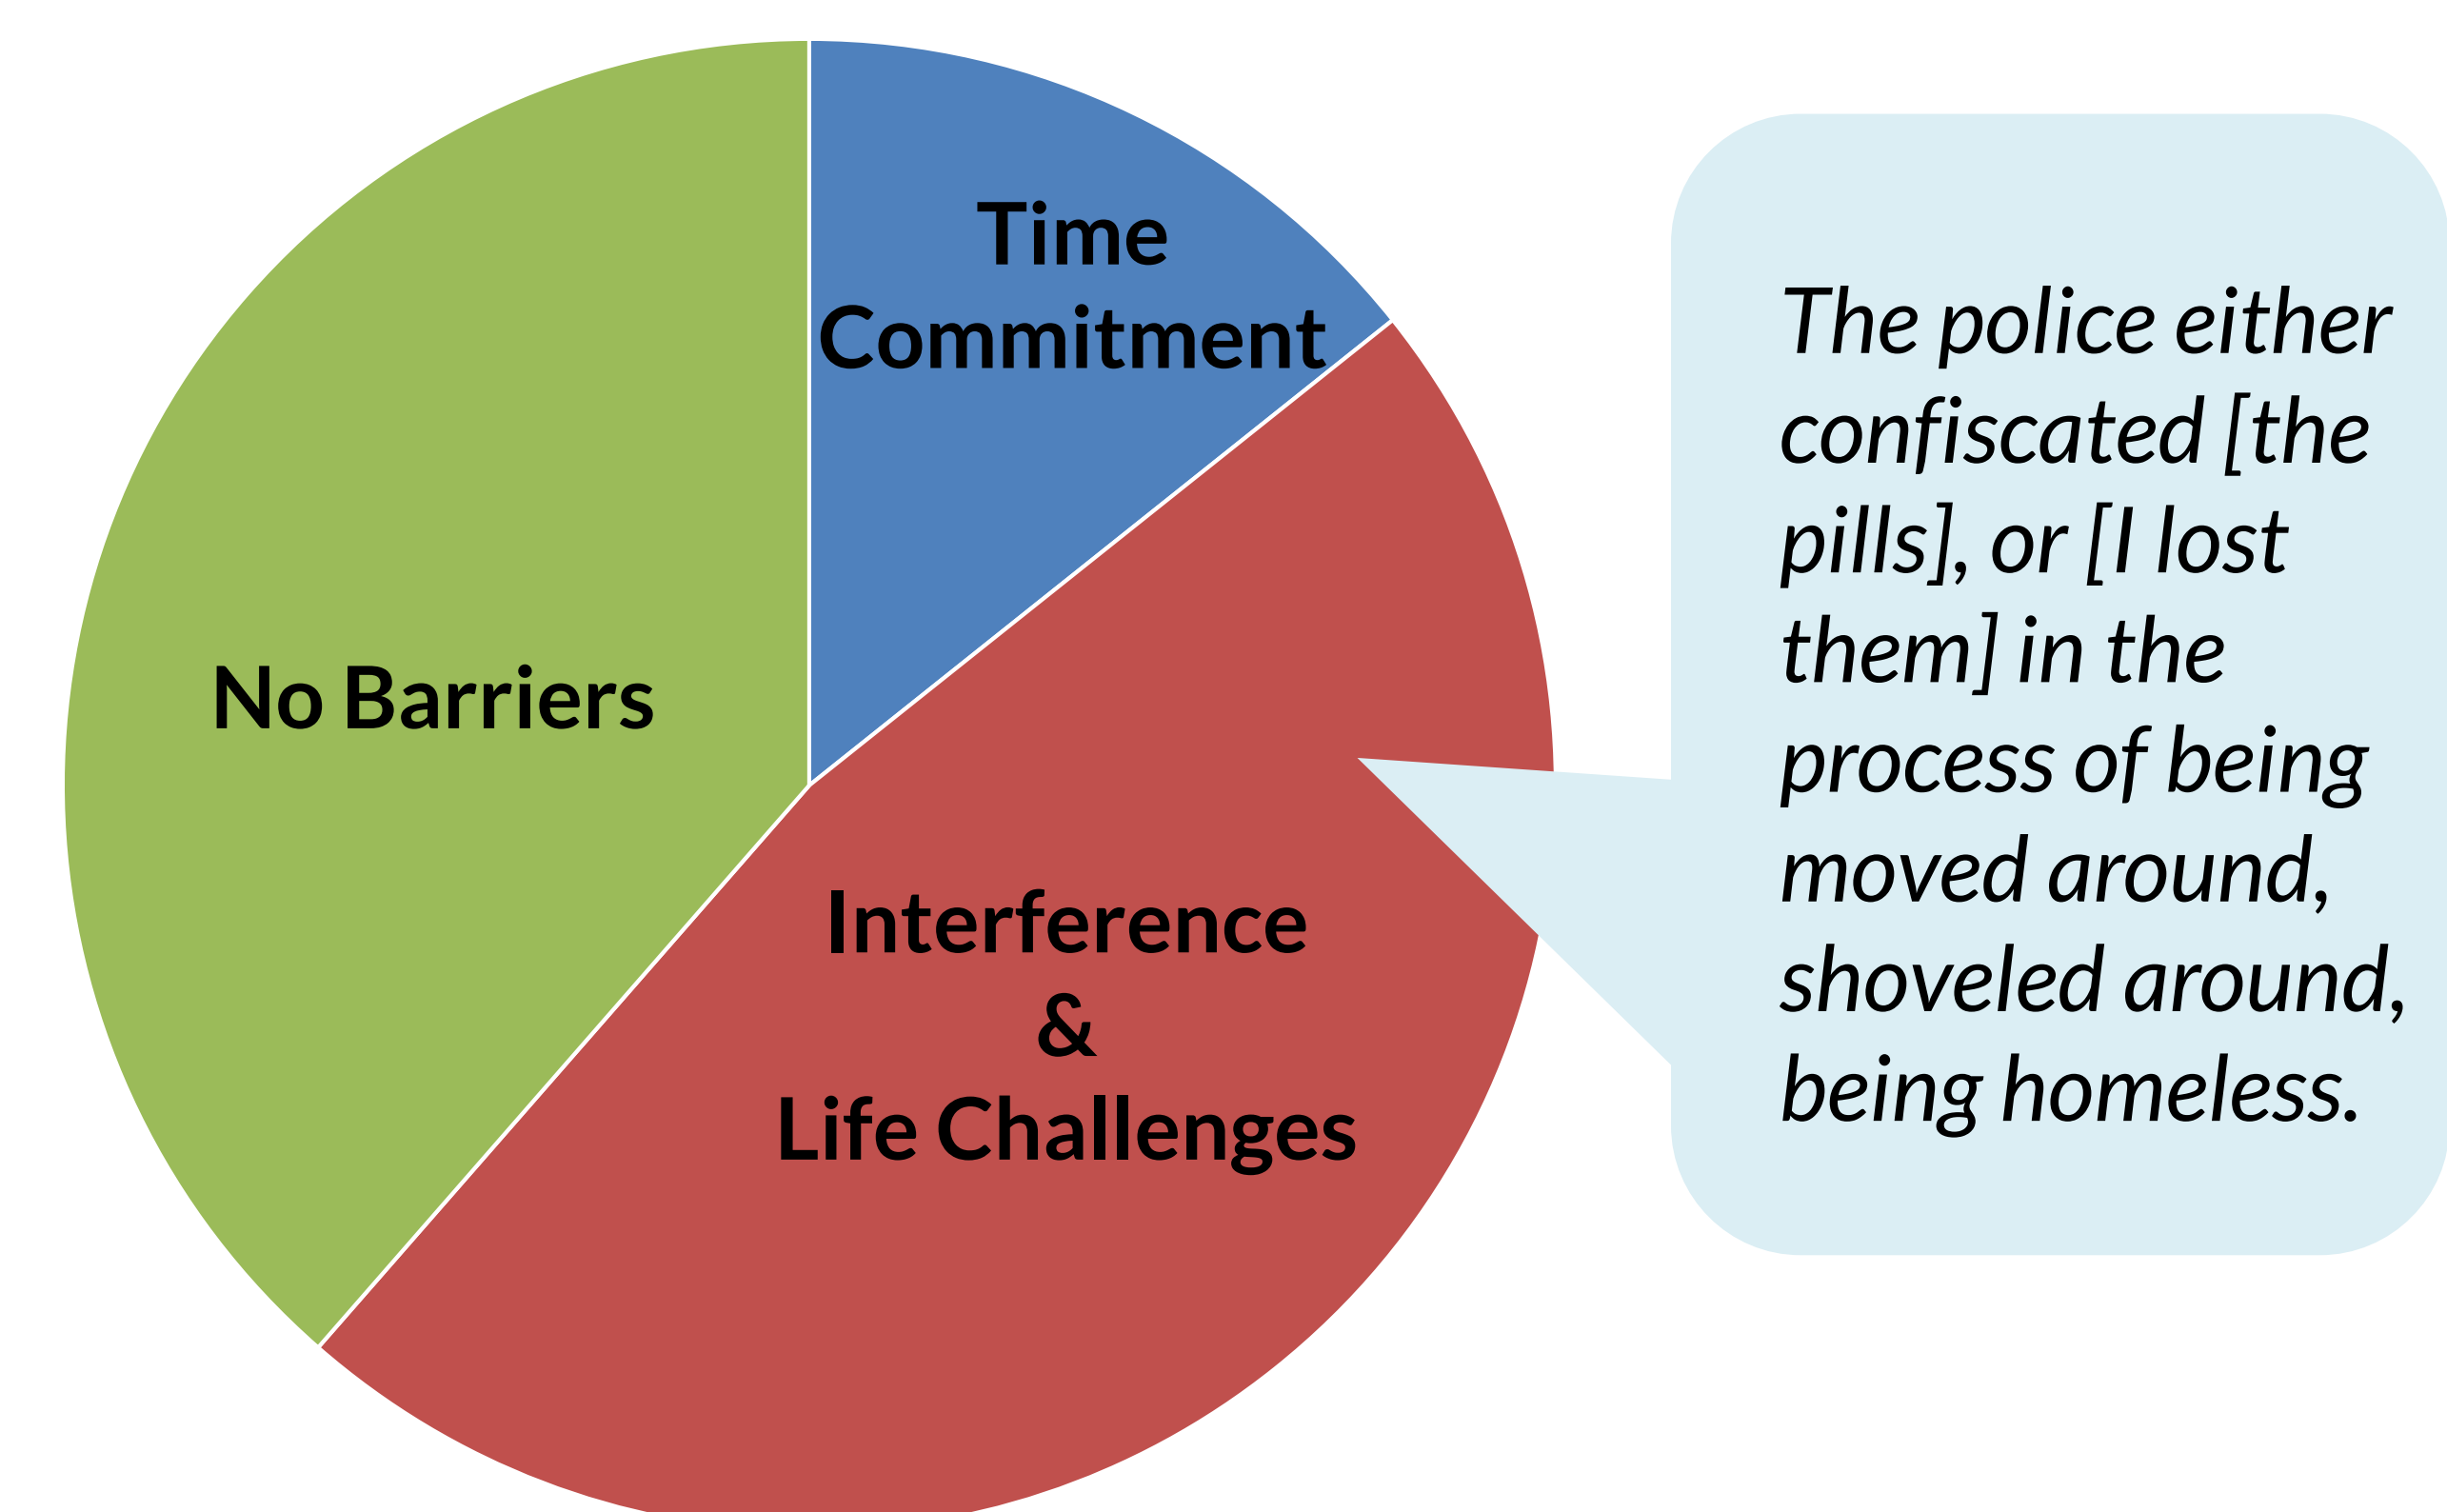 Time
Commitment
No Barriers
Interference
&
Life Challenges
The police either
confiscated [the
pills], or [I lost
them] in the
process of being
moved around,
shoveled around,
being homeless.